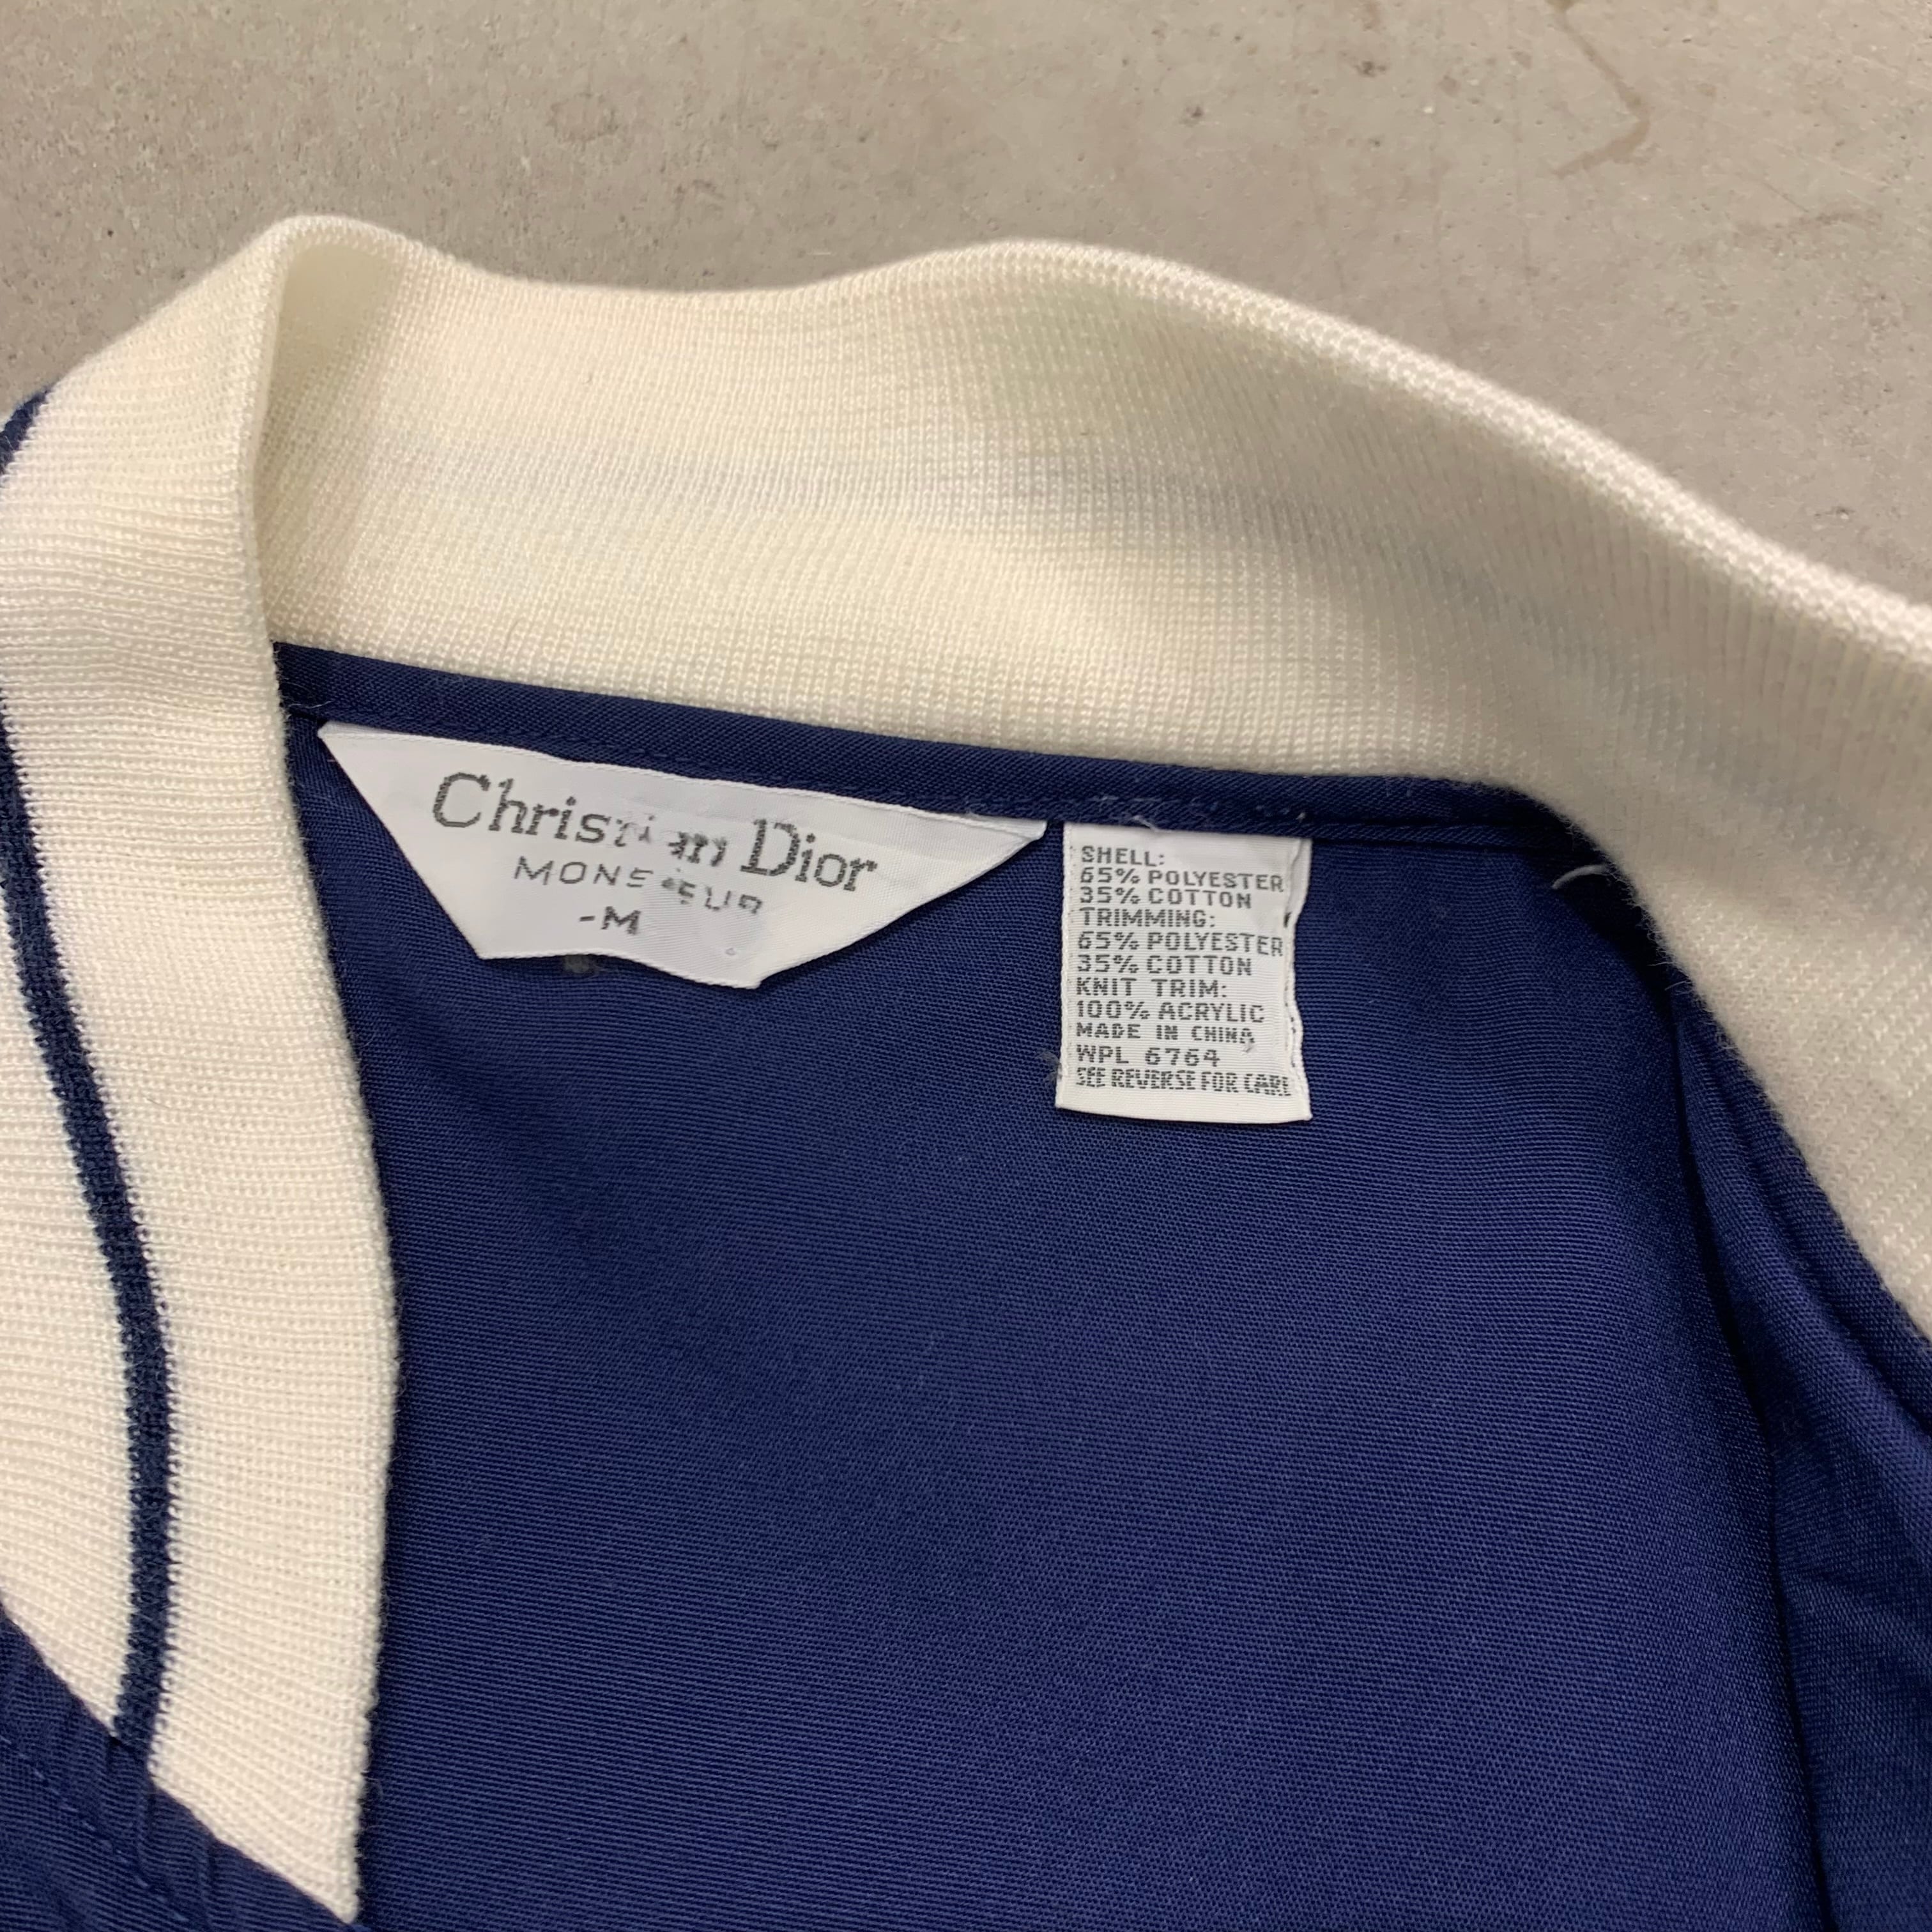 Christian Dior
MONSIEUR
-M
SHELL:
65% POLYESTER
35% COTTON
TRIMMING:
65% POLYESTER
35% COTTON
KNIT TRIM:
100% ACRYLIC
MADE IN CHINA
WPL 6764
SEE REVERSE FOR CARE